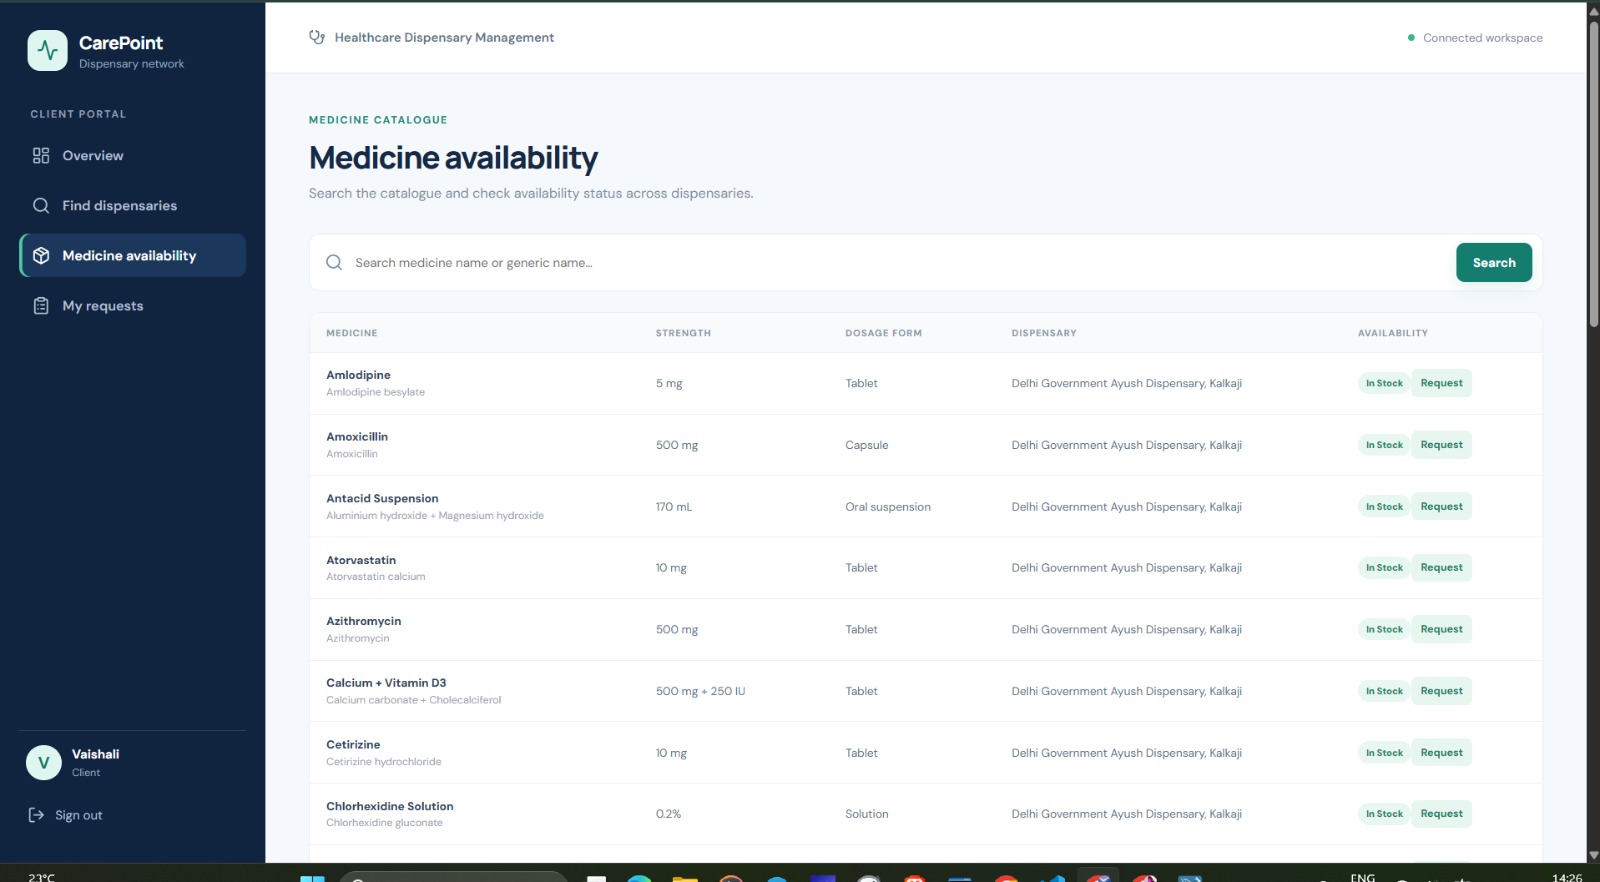 CarePoint
Dispensary network
CLIENT PORTAL
Overview
Find dispensaries
Medicine availability
My requests
Vaishali
V
Client
Sign out
Healthcare Dispensary Management
Connected workspace
MEDICINE CATALOGUE
Medicine availability
Search the catalogue and check availability status across dispensaries.
Search medicine name or generic name...
Search
MEDICINE STRENGTH DOSAGE FORM DISPENSARY AVAILABILITY
Amlodipine
Amlodipine besylate
5 mg Tablet Delhi Government Ayush Dispensary, Kalkaji In Stock Request
Amoxicillin
Amoxicillin
500 mg Capsule Delhi Government Ayush Dispensary, Kalkaji In Stock Request
Antacid Suspension
Aluminium hydroxide + Magnesium hydroxide
170 mL Oral suspension Delhi Government Ayush Dispensary, Kalkaji In Stock Request
Atorvastatin
Atorvastatin calcium
10 mg Tablet Delhi Government Ayush Dispensary, Kalkaji In Stock Request
Azithromycin
Azithromycin
500 mg Tablet Delhi Government Ayush Dispensary, Kalkaji In Stock Request
Calcium + Vitamin D3
Calcium carbonate + Cholecalciferol
500 mg + 250 IU Tablet Delhi Government Ayush Dispensary, Kalkaji In Stock Request
Cetirizine
Cetirizine hydrochloride
10 mg Tablet Delhi Government Ayush Dispensary, Kalkaji In Stock Request
Chlorhexidine Solution
Chlorhexidine gluconate
0.2% Solution Delhi Government Ayush Dispensary, Kalkaji In Stock Request
23°C
ENG
14:26